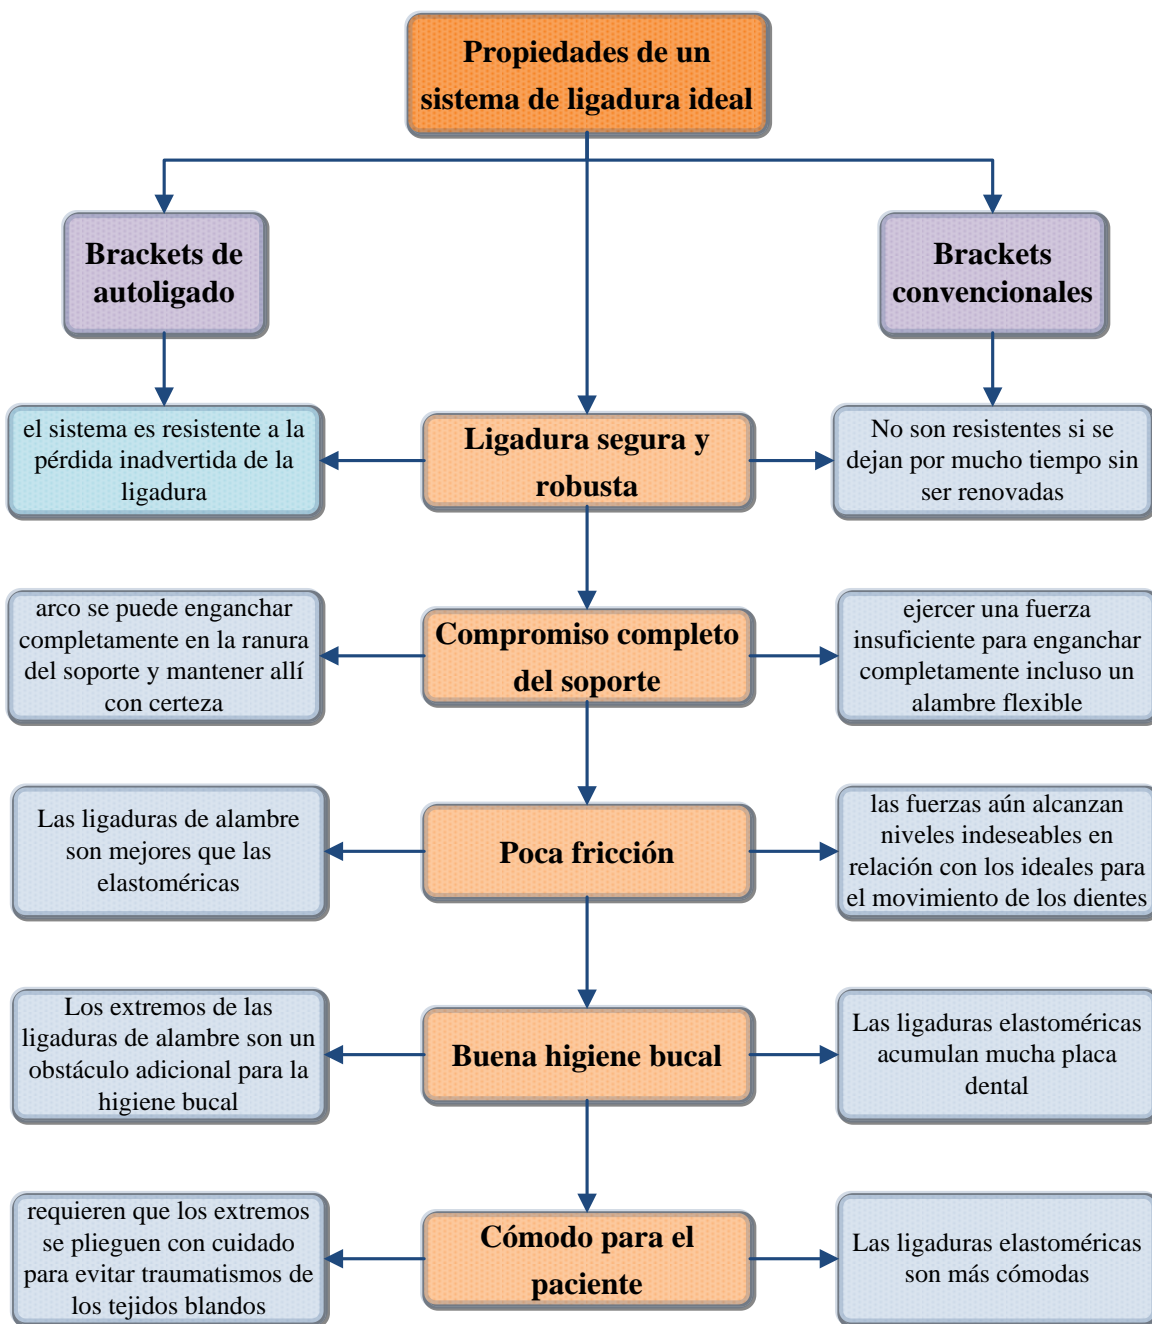 Propiedades de un
sistema de ligadura ideal
Brackets de
autoligado
Brackets
convencionales
el sistema es resistente a la
pérdida inadvertida de la
ligadura
Ligadura segura y
robusta
No son resistentes si se
dejan por mucho tiempo sin
ser renovadas
arco se puede enganchar
completamente en la ranura
del soporte y mantener allí
con certeza
Compromiso completo
del soporte
ejercer una fuerza
insuficiente para enganchar
completamente incluso un
alambre flexible
Las ligaduras de alambre
son mejores que las
elastoméricas
Poca fricción
las fuerzas aún alcanzan
niveles indeseables en
relación con los ideales para
el movimiento de los dientes
Los extremos de las
ligaduras de alambre son un
obstáculo adicional para la
higiene bucal
Buena higiene bucal
Las ligaduras elastoméricas
acumulan mucha placa
dental
requieren que los extremos
se plieguen con cuidado
para evitar traumatismos de
los tejidos blandos
Cómodo para el
paciente
Las ligaduras elastoméricas
son más cómodas